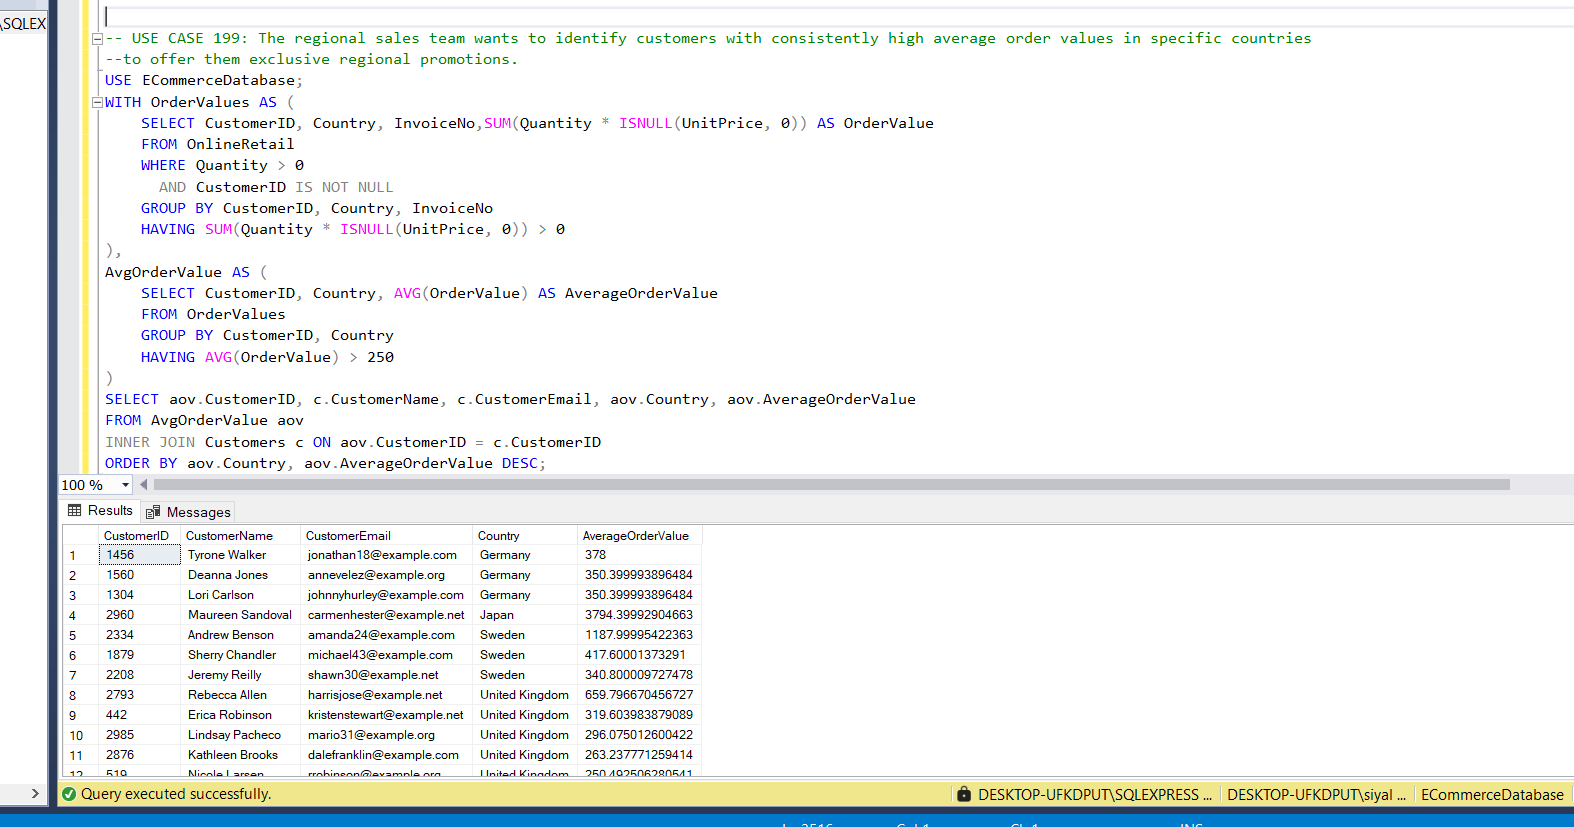 \SQLEX
-- USE CASE 199: The regional sales team wants to identify customers with consistently high average order values in specific countries
--to offer them exclusive regional promotions.
USE ECommerceDatabase;
WITH OrderValues AS (
SELECT CustomerID, Country, InvoiceNo,SUM(Quantity * ISNULL(UnitPrice, 0)) AS OrderValue
FROM OnlineRetail
WHERE Quantity > 0
AND CustomerID IS NOT NULL
GROUP BY CustomerID, Country, InvoiceNo
HAVING SUM(Quantity * ISNULL(UnitPrice, 0)) > 0
),
AvgOrderValue AS (
SELECT CustomerID, Country, AVG(OrderValue) AS AverageOrderValue
FROM OrderValues
GROUP BY CustomerID, Country
HAVING AVG(OrderValue) > 250
)
SELECT aov.CustomerID, c.CustomerName, c.CustomerEmail, aov.Country, aov.AverageOrderValue
FROM AvgOrderValue aov
INNER JOIN Customers c ON aov.CustomerID = c.CustomerID
ORDER BY aov.Country, aov.AverageOrderValue DESC;
100 %
Results Messages
CustomerID CustomerName CustomerEmail Country AverageOrderValue
1 1456 Tyrone Walker jonathan18@example.com Germany 378
2 1560 Deanna Jones annevelez@example.org Germany 350.399993896484
3 1304 Lori Carlson johnnyhurley@example.com Germany 350.399993896484
4 2960 Maureen Sandoval carmenhester@example.net Japan 3794.39992904663
5 2334 Andrew Benson amanda24@example.com Sweden 1187.99995422363
6 1879 Sherry Chandler michael43@example.com Sweden 417.60001373291
7 2208 Jeremy Reilly shawn30@example.net Sweden 340.800009727478
8 2793 Rebecca Allen harrisjose@example.net United Kingdom 659.796670456727
9 442 Erica Robinson kristenstewart@example.net United Kingdom 319.603983879089
10 2985 Lindsay Pacheco mario31@example.org United Kingdom 296.075012600422
11 2876 Kathleen Brooks dalefranklin@example.com United Kingdom 263.237771259414
12 519 Nicole Larsen rrobinson@example.org United Kingdom 250.492506280541
Query executed successfully. DESKTOP-UFKDPUT\SQLEXPRESS ... DESKTOP-UFKDPUT\siyal ... ECommerceDatabase